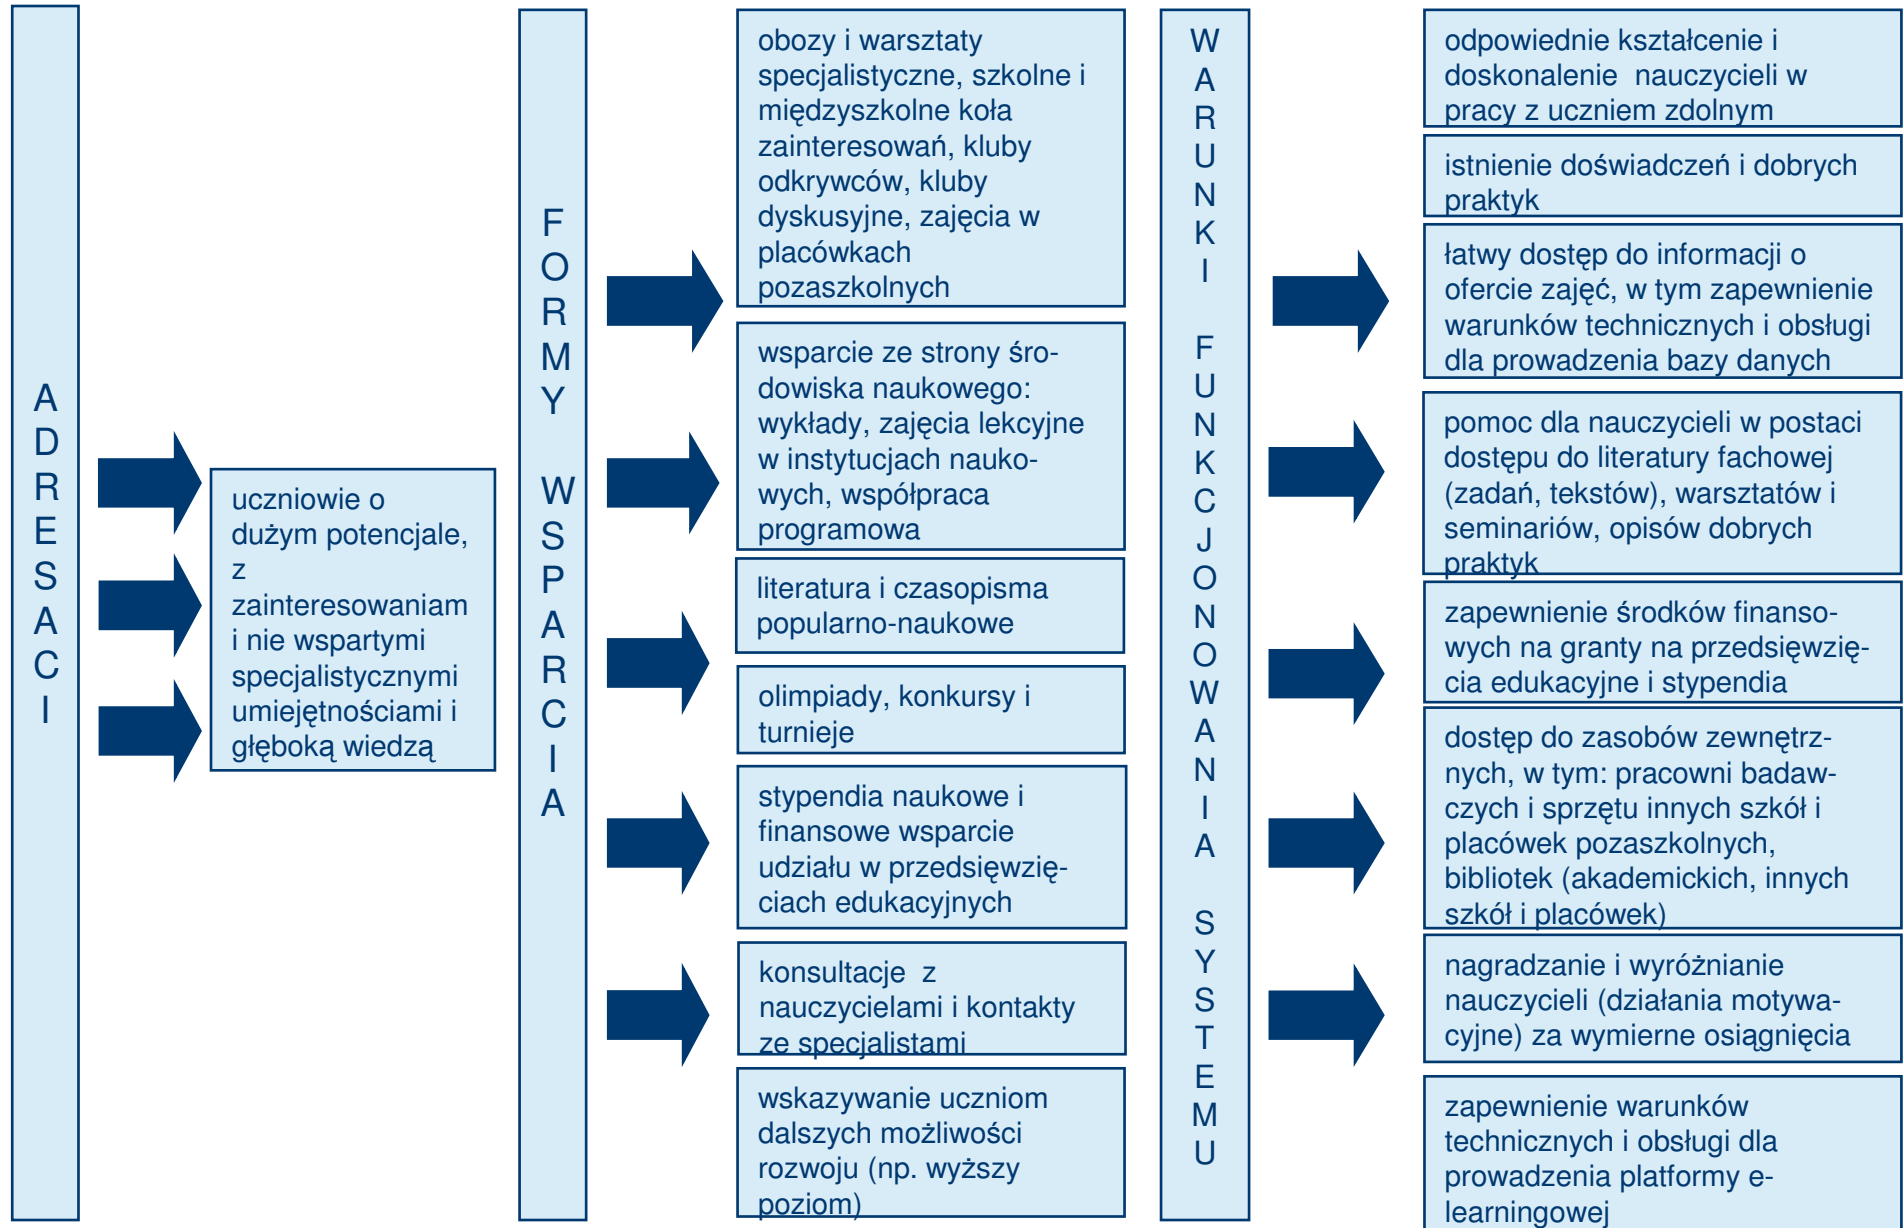 ADRESACI
uczniowie o
dużym potencjale,
z
zainteresowaniam
i nie wspartymi
specjalistycznymi
umiejętnościami i
głęboką wiedzą
FORMY WSPARCIA
obozy i warsztaty
specjalistyczne, szkolne i
międzyszkolne koła
zainteresowań, kluby
odkrywców, kluby
dyskusyjne, zajęcia w
placówkach
pozaszkolnych
wsparcie ze strony śro-
dowiska naukowego:
wykłady, zajęcia lekcyjne
w instytucjach nauko-
wych, współpraca
programowa
literatura i czasopisma
popularno-naukowe
olimpiady, konkursy i
turnieje
stypendia naukowe i
finansowe wsparcie
udziału w przedsięwzię-
ciach edukacyjnych
konsultacje z
nauczycielami i kontakty
ze specjalistami
wskazywanie uczniom
dalszych możliwości
rozwoju (np. wyższy
poziom)
WARUNKI FUNKCJONOWANIA SYSTEMU
odpowiednie kształcenie i
doskonalenie nauczycieli w
pracy z uczniem zdolnym
istnienie doświadczeń i dobrych
praktyk
łatwy dostęp do informacji o
ofercie zajęć, w tym zapewnienie
warunków technicznych i obsługi
dla prowadzenia bazy danych
pomoc dla nauczycieli w postaci
dostępu do literatury fachowej
(zadań, tekstów), warsztatów i
seminariów, opisów dobrych
praktyk
zapewnienie środków finanso-
wych na granty na przedsięwzię-
cia edukacyjne i stypendia
dostęp do zasobów zewnętrz-
nych, w tym: pracowni badaw-
czych i sprzętu innych szkół i
placówek pozaszkolnych,
bibliotek (akademickich, innych
szkół i placówek)
nagradzanie i wyróżnianie
nauczycieli (działania motywa-
cyjne) za wymierne osiągnięcia
zapewnienie warunków
technicznych i obsługi dla
prowadzenia platformy e-
learningowej